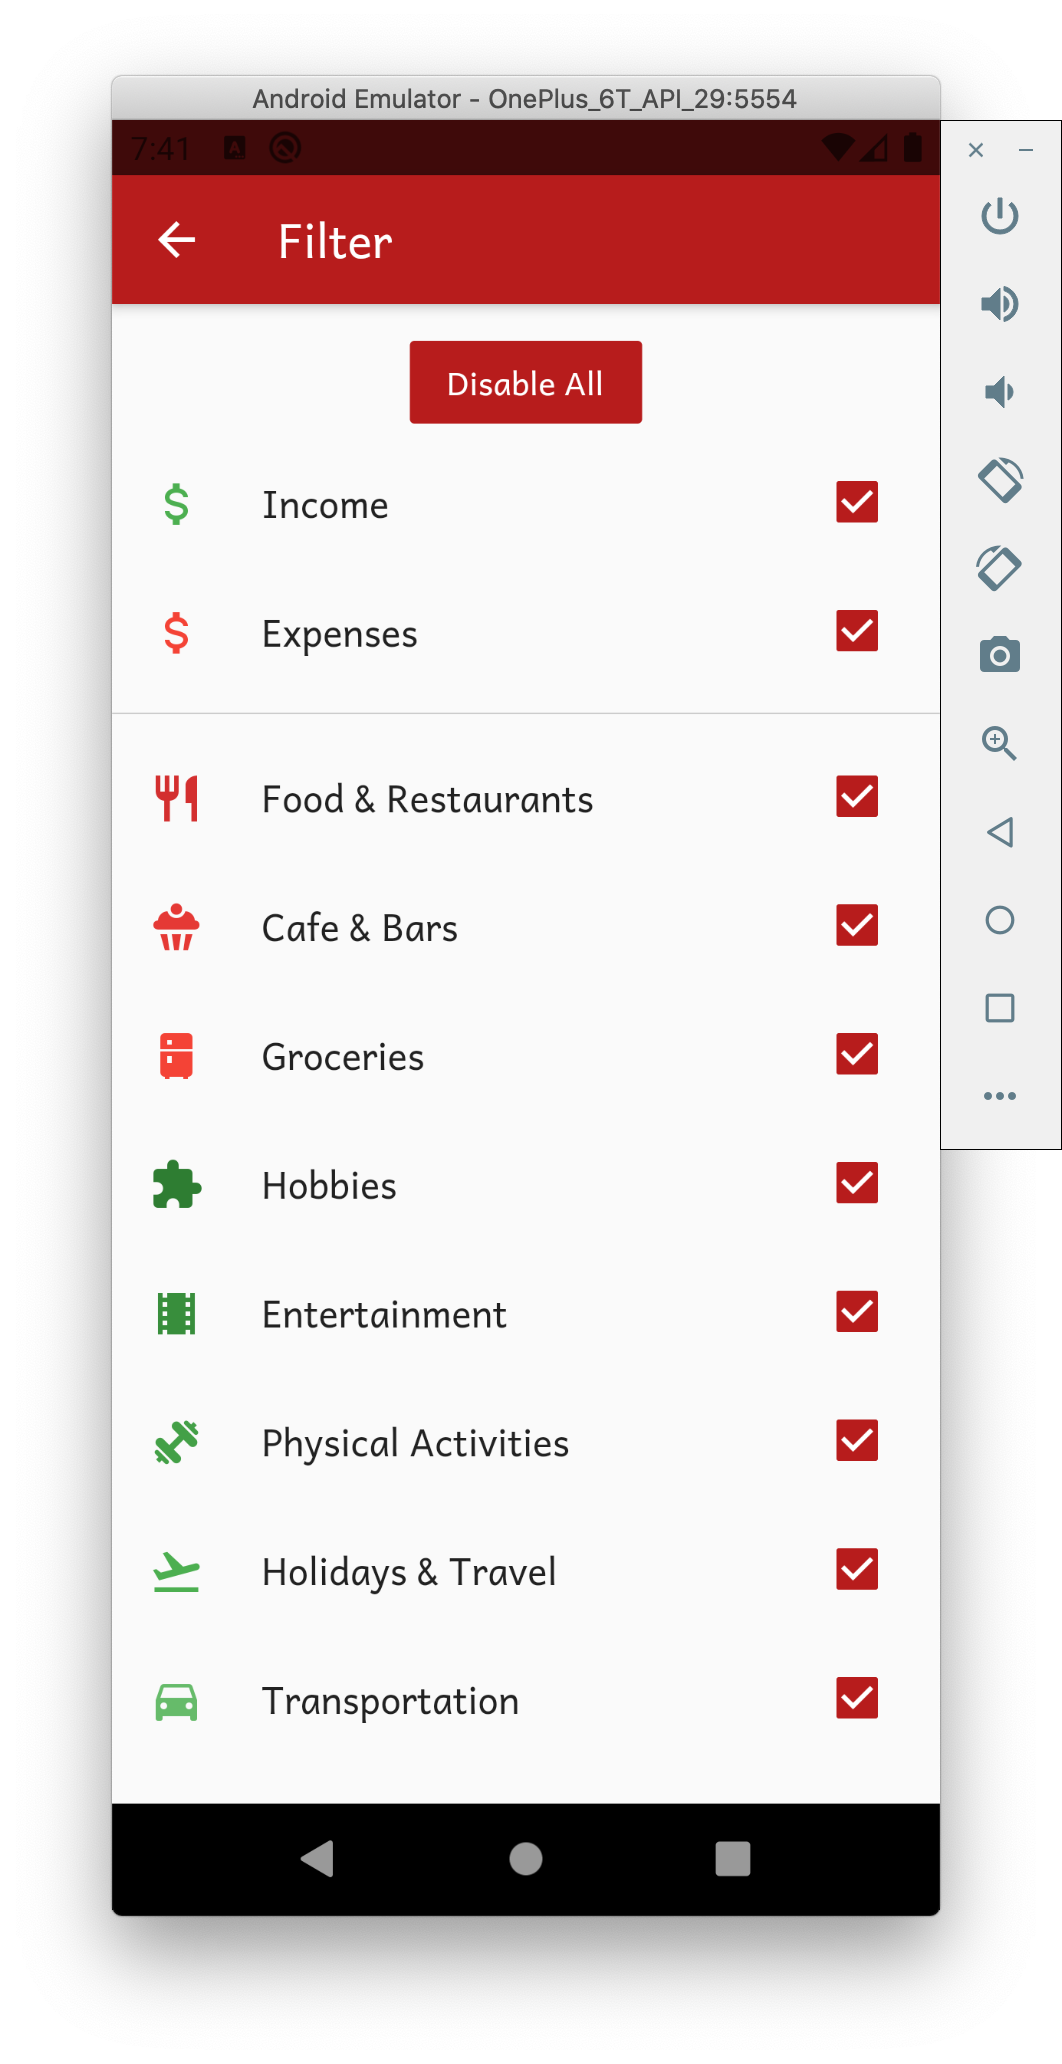 Android Emulator - OnePlus_6T_API_29:5554
7:41 A
Filter
Disable All
Income
Expenses
Food & Restaurants
Cafe & Bars
Groceries
Hobbies
Entertainment
Physical Activities
Holidays & Travel
Transportation